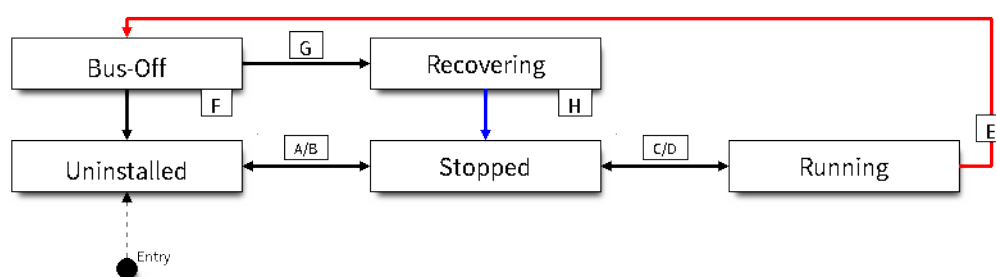 Bus-Off
G
Recovering
F
H
E
Uninstalled
A/B
Stopped
C/D
Running
Entry